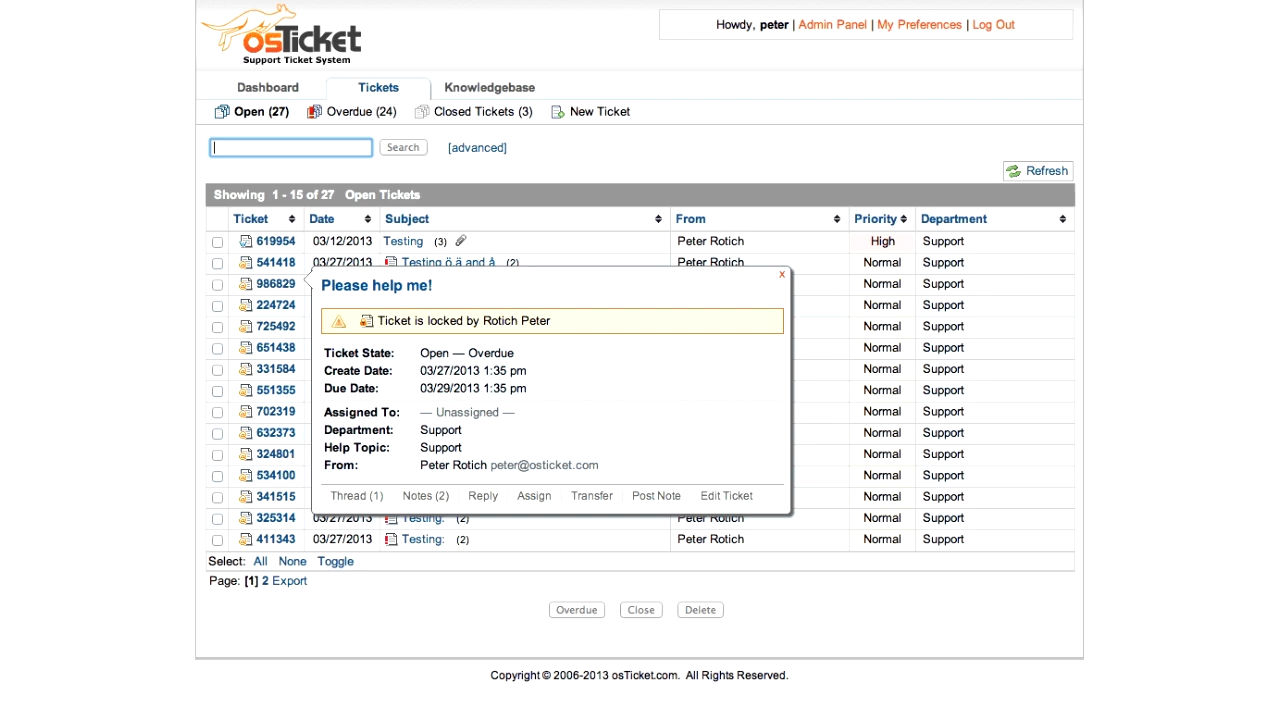 osTicket
Support Ticket System
Howdy, peter | Admin Panel | My Preferences | Log Out
Dashboard Tickets Knowledgebase
Open (27) Overdue (24) Closed Tickets (3) New Ticket
Search [advanced]
Refresh
Showing 1 - 15 of 27 Open Tickets
Ticket Date Subject From Priority Department
619954 03/12/2013 Testing (3) Peter Rotich High Support
541418 03/27/2013 Testing ö,ä and å (2) Peter Rotich Normal Support
986829 Normal Support
224724 Normal Support
725492 Normal Support
651438 Normal Support
331584 Normal Support
551355 Normal Support
702319 Normal Support
632373 Normal Support
324801 Normal Support
534100 Normal Support
341515 Normal Support
325314 03/27/2013 Testing: (2) Peter Rotich Normal Support
411343 03/27/2013 Testing: (2) Peter Rotich Normal Support
x
Please help me!
Ticket is locked by Rotich Peter
Ticket State: Open — Overdue
Create Date: 03/27/2013 1:35 pm
Due Date: 03/29/2013 1:35 pm
Assigned To: — Unassigned —
Department: Support
Help Topic: Support
From: Peter Rotich peter@osticket.com
Thread (1) Notes (2) Reply Assign Transfer Post Note Edit Ticket
Select: All None Toggle
Page: [1] 2 Export
Overdue Close Delete
Copyright © 2006-2013 osTicket.com. All Rights Reserved.